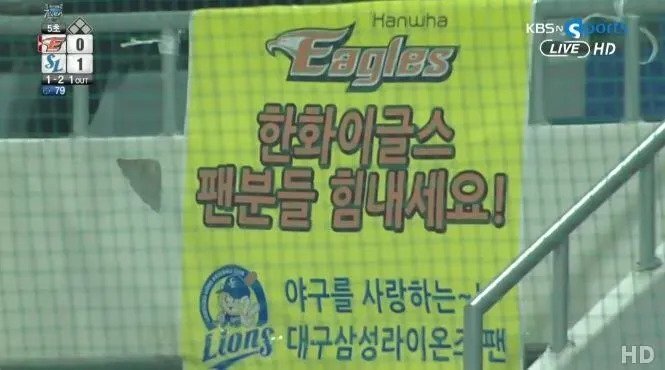 5초
E 0
SL 1
1-2 1 OUT
79
KBSN Sports
LIVE HD
Hanwha
Eagles
한화이글스
팬분들 힘내세요!
Lions
야구를 사랑하는~
대구삼성라이온즈 팬
HD